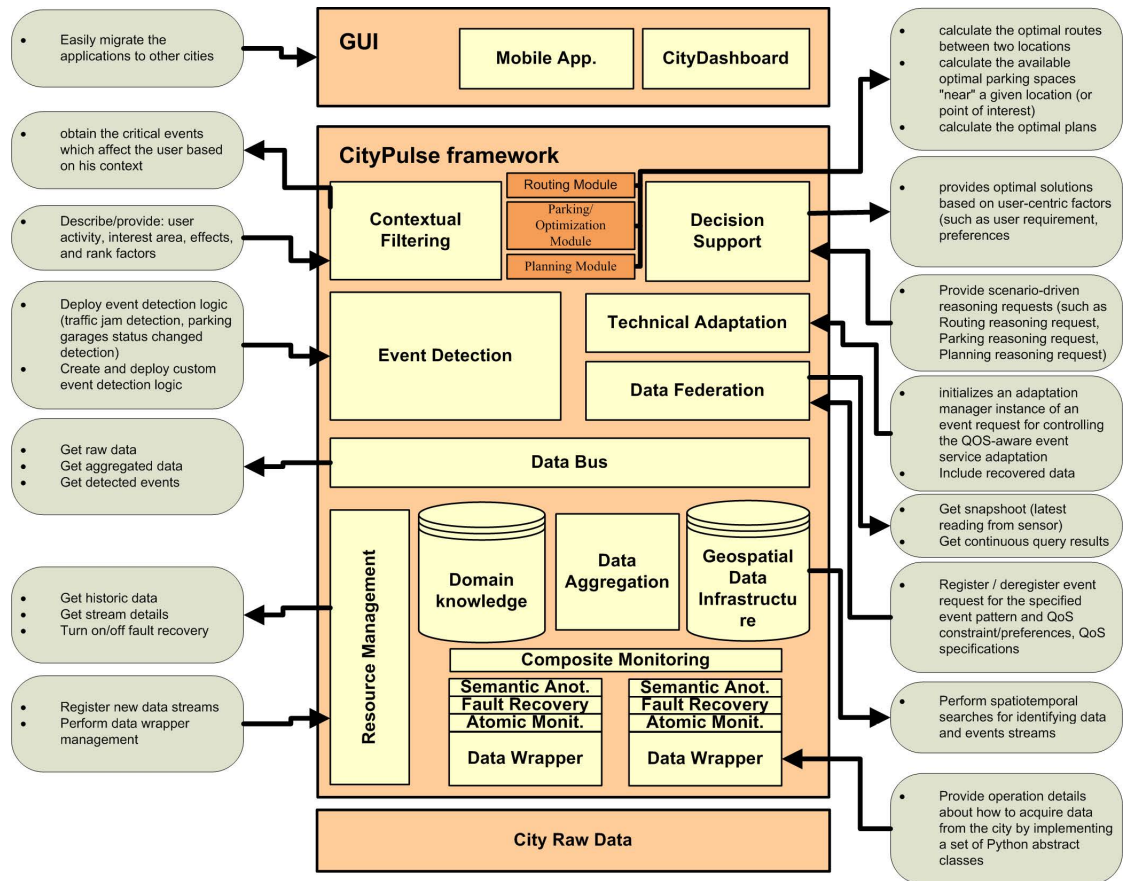 Easily migrate the
applications to other cities
obtain the critical events
which affect the user based
on his context
Describe/provide: user
activity, interest area, effects,
and rank factors
Deploy event detection logic
(traffic jam detection, parking
garages status changed
detection)
Create and deploy custom
event detection logic
Get raw data
Get aggregated data
Get detected events
Get historic data
Get stream details
Turn on/off fault recovery
Register new data streams
Perform data wrapper
management
GUI
Mobile App.
CityDashboard
CityPulse framework
Contextual
Filtering
Routing Module
Parking/
Optimization
Module
Planning Module
Decision
Support
Event Detection
Technical Adaptation
Data Federation
Data Bus
Resource Management
Domain
knowledge
Data
Aggregation
Geospatial
Data
Infrastructu
re
Composite Monitoring
Semantic Anot.
Fault Recovery
Atomic Monit.
Data Wrapper
Semantic Anot.
Fault Recovery
Atomic Monit.
Data Wrapper
City Raw Data
calculate the optimal routes
between two locations
calculate the available
optimal parking spaces
"near" a given location (or
point of interest)
calculate the optimal plans
provides optimal solutions
based on user-centric factors
(such as user requirement,
preferences
Provide scenario-driven
reasoning requests (such as
Routing reasoning request,
Parking reasoning request,
Planning reasoning request)
initializes an adaptation
manager instance of an
event request for controlling
the QOS-aware event
service adaptation
Include recovered data
Get snapshoot (latest
reading from sensor)
Get continuous query results
Register / deregister event
request for the specified
event pattern and QoS
constraint/preferences, QoS
specifications
Perform spatiotemporal
searches for identifying data
and events streams
Provide operation details
about how to acquire data
from the city by implementing
a set of Python abstract
classes